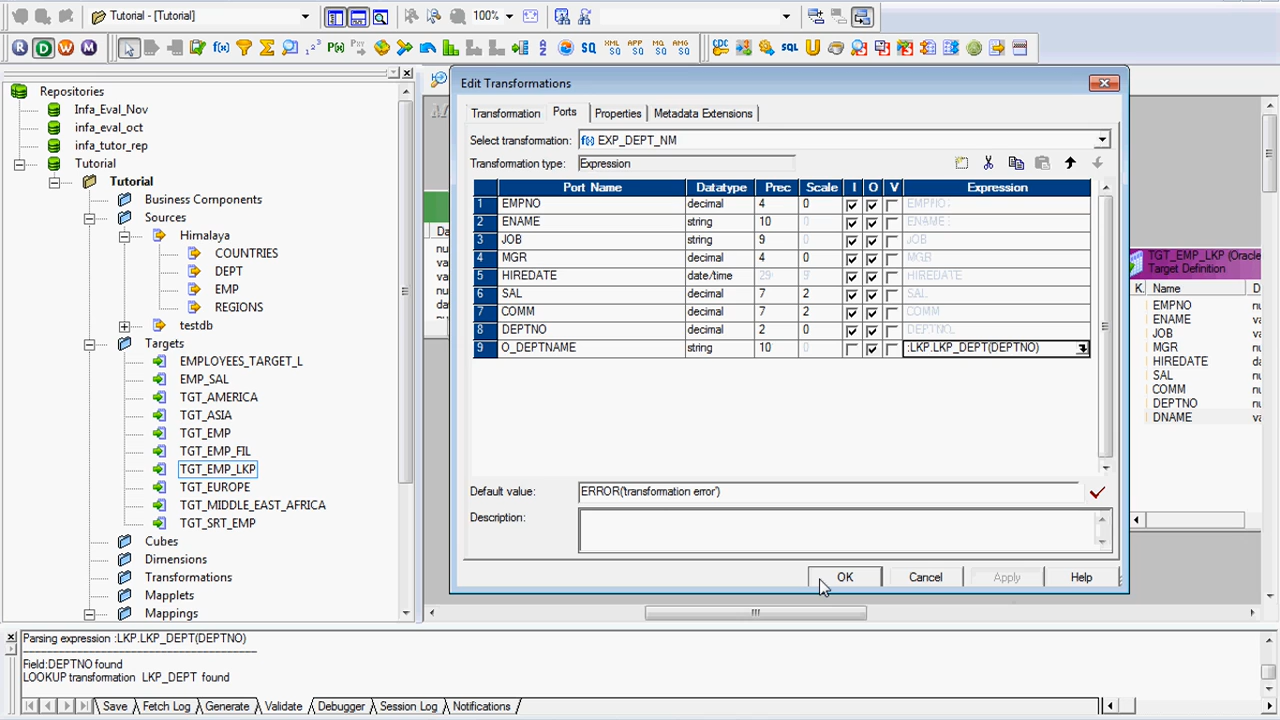 Tutorial - [Tutorial]
100%
R D W M
Repositories
Infa_Eval_Nov
infa_eval_oct
infa_tutor_rep
Tutorial
Tutorial
Business Components
Sources
Himalaya
COUNTRIES
DEPT
EMP
REGIONS
testdb
Targets
EMPLOYEES_TARGET_L
EMP_SAL
TGT_AMERICA
TGT_ASIA
TGT_EMP
TGT_EMP_FIL
TGT_EMP_LKP
TGT_EUROPE
TGT_MIDDLE_EAST_AFRICA
TGT_SRT_EMP
Cubes
Dimensions
Transformations
Mapplets
Mappings
Edit Transformations
Transformation Ports Properties Metadata Extensions
Select transformation: f(x) EXP_DEPT_NM
Transformation type: Expression
Port Name Datatype Prec Scale I O V Expression
1 EMPNO decimal 4 0 EMPNO
2 ENAME string 10 0 ENAME
3 JOB string 9 0 JOB
4 MGR decimal 4 0 MGR
5 HIREDATE date/time 29 9 HIREDATE
6 SAL decimal 7 2 SAL
7 COMM decimal 7 2 COMM
8 DEPTNO decimal 2 0 DEPTNO
9 O_DEPTNAME string 10 0 :LKP.LKP_DEPT(DEPTNO)
Default value: ERROR('transformation error')
Description:
OK Cancel Apply Help
TGT_EMP_LKP (Oracle
Target Definition
K. Name D
EMPNO
ENAME
JOB
MGR
HIREDATE
SAL
COMM
DEPTNO
DNAME
Parsing expression :LKP.LKP_DEPT(DEPTNO)
Field:DEPTNO found
LOOKUP transformation LKP_DEPT found
Save Fetch Log Generate Validate Debugger Session Log Notifications